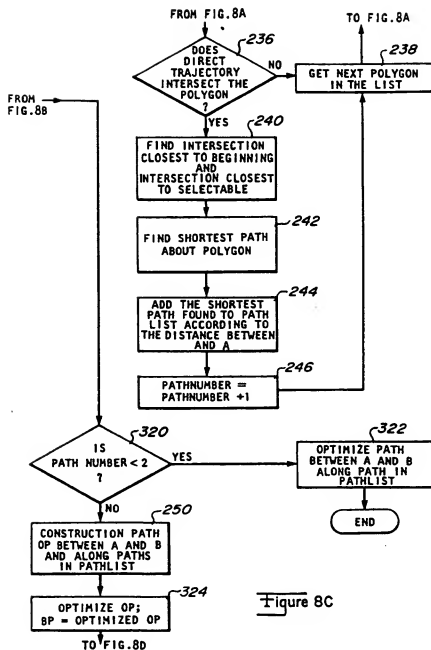 FROM FIG.8A
TO FIG.8A
236
DOES
DIRECT
TRAJECTORY
INTERSECT THE
POLYGON
?
NO
YES
238
GET NEXT POLYGON
IN THE LIST
FROM
FIG.8B
240
FIND INTERSECTION
CLOSEST TO BEGINNING
AND
INTERSECTION CLOSEST
TO SELECTABLE
242
FIND SHORTEST PATH
ABOUT POLYGON
244
ADD THE SHORTEST
PATH FOUND TO PATH
LIST ACCORDING TO
THE DISTANCE BETWEEN
AND A
246
PATHNUMBER =
PATHNUMBER +1
320
IS
PATH NUMBER < 2
?
YES
NO
322
OPTIMIZE PATH
BETWEEN A AND B
ALONG PATH IN
PATHLIST
END
250
CONSTRUCTION PATH
OP BETWEEN A AND B
AND ALONG PATHS
IN PATHLIST
324
OPTIMIZE OP;
BP = OPTIMIZED OP
TO FIG.8D
Figure 8C